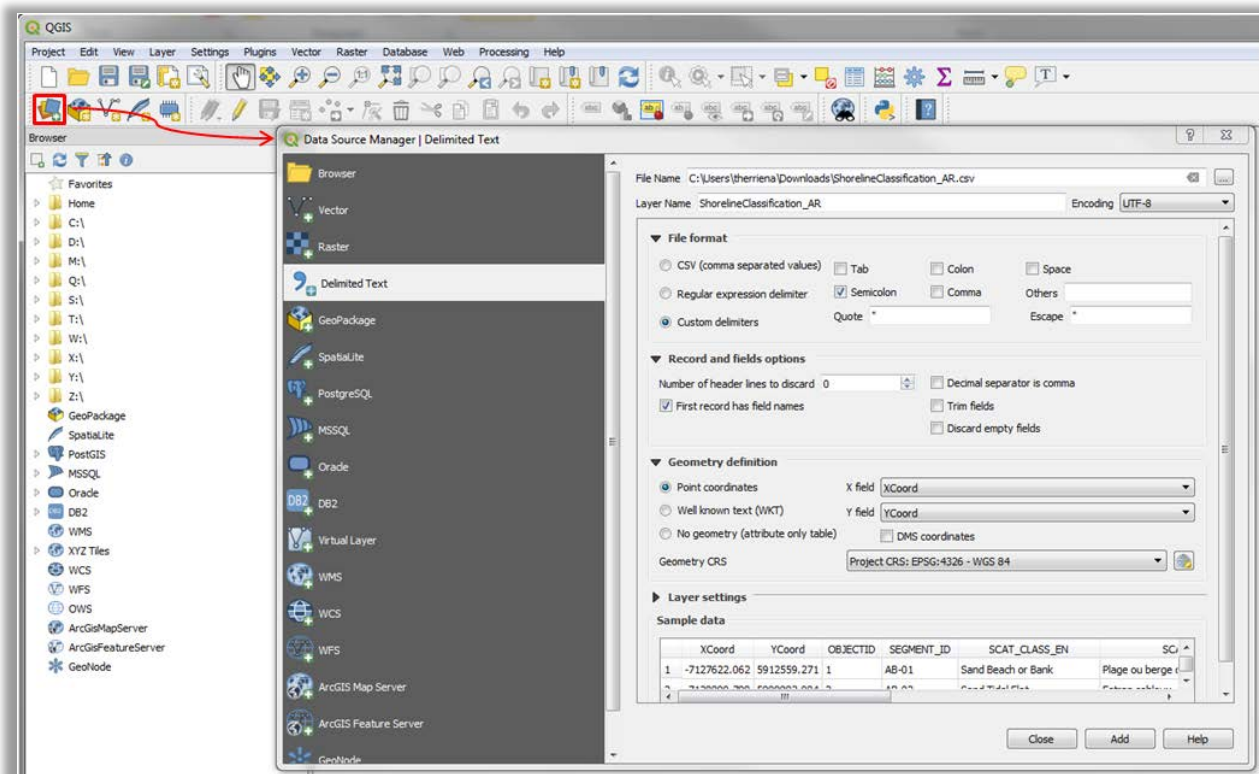 QGIS
Project Edit View Layer Settings Plugins Vector Raster Database Web Processing Help
Browser
Favorites
Home
C:\
D:\
M:\
Q:\
S:\
T:\
W:\
X:\
Y:\
Z:\
GeoPackage
SpatiaLite
PostGIS
MSSQL
Oracle
DB2
WMS
XYZ Tiles
WCS
WFS
OWS
ArcGisMapServer
ArcGisFeatureServer
GeoNode
Data Source Manager | Delimited Text
Browser
Vector
Raster
Delimited Text
GeoPackage
SpatiaLite
PostgreSQL
MSSQL
Oracle
DB2
Virtual Layer
WMS
WCS
WFS
ArcGIS Map Server
ArcGIS Feature Server
GeoNode
File Name C:\Users\therriena\Downloads\ShorelineClassification_AR.csv ...
Layer Name ShorelineClassification_AR Encoding UTF-8
File format
CSV (comma separated values) Tab Colon Space
Regular expression delimiter Semicolon Comma Others
Custom delimiters Quote " Escape "
Record and fields options
Number of header lines to discard 0 Decimal separator is comma
First record has field names Trim fields
Discard empty fields
Geometry definition
Point coordinates X field XCoord
Well known text (WKT) Y field YCoord
No geometry (attribute only table) DMS coordinates
Geometry CRS Project CRS: EPSG:4326 - WGS 84
Layer settings
Sample data
XCoord YCoord OBJECTID SEGMENT_ID SCAT_CLASS_EN
1 -7127622.062 5912559.271 1 AB-01 Sand Beach or Bank Plage ou berge
Close Add Help